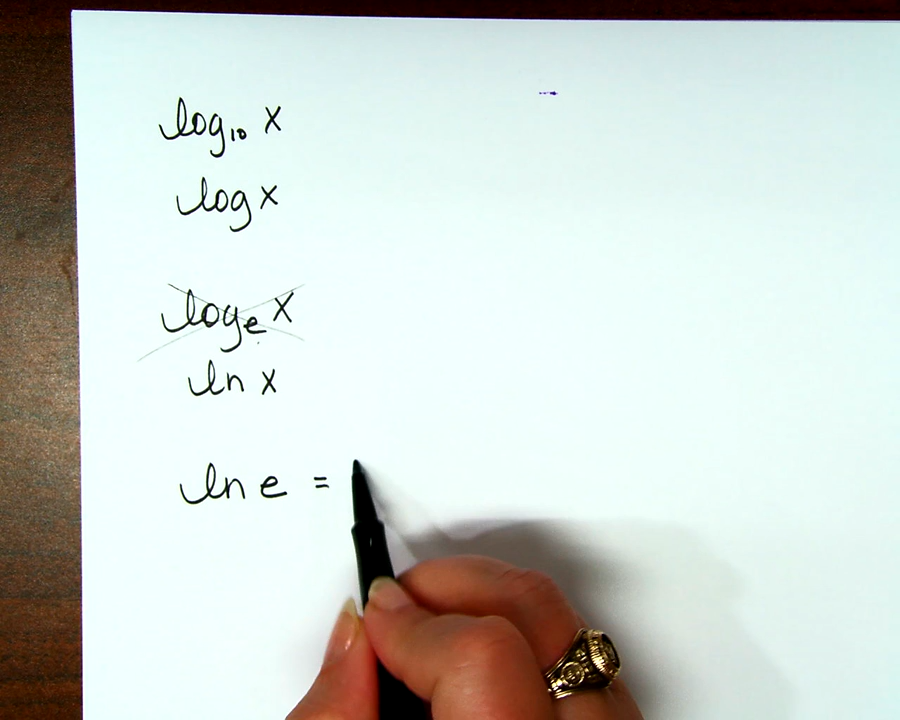 log₁₀ x
log x
logₑ x
ln x
ln e =